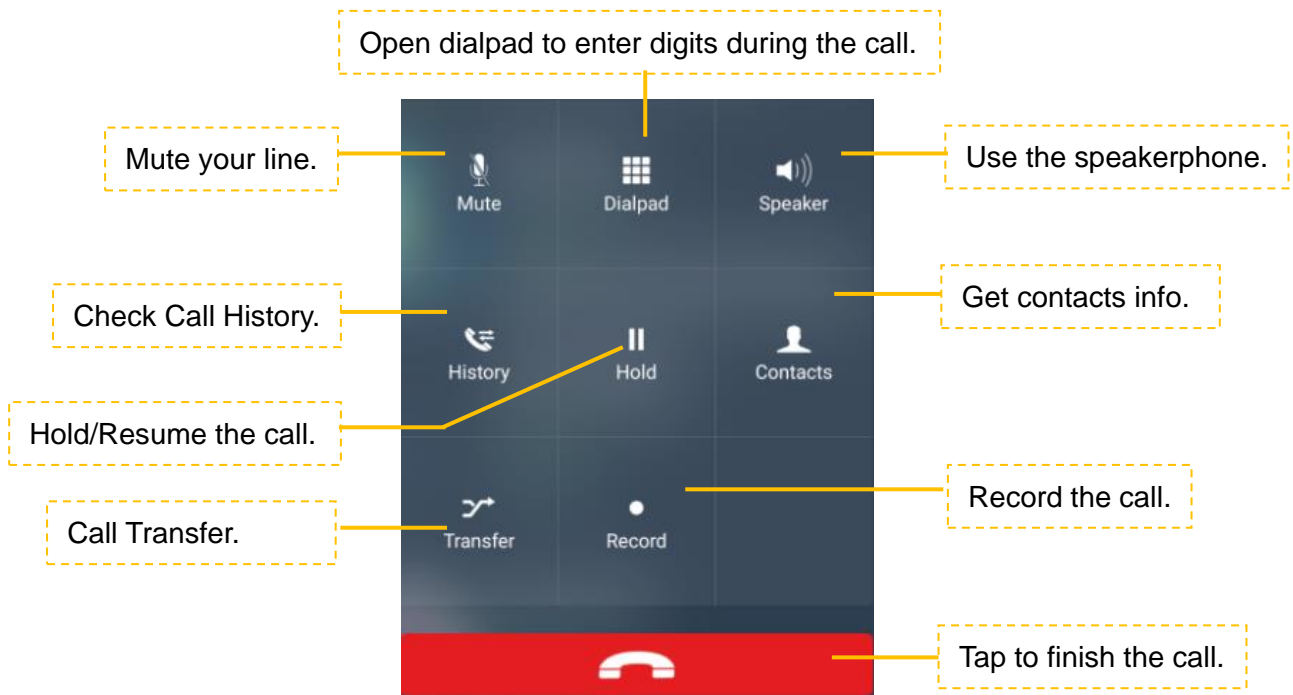 Open dialpad to enter digits during the call.
Mute your line.
Use the speakerphone.
Mute
Dialpad
Speaker
Check Call History.
Get contacts info.
History
Hold
Contacts
Hold/Resume the call.
Call Transfer.
Record the call.
Transfer
Record
Tap to finish the call.